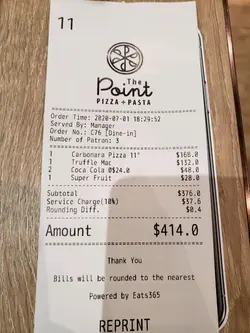 11
The
Point
PIZZA + PASTA
Order Time: 2020-07-01 18:29:52
Served By: Manager
Order No.: C76 [Dine-in]
Number of Patron: 3
1 Carbonara Pizza 11" $168.0
1 Truffle Mac $132.0
2 Coca Cola @$24.0 $48.0
1 Super Fruit $28.0
Subtotal $376.0
Service Charge(10%) $37.6
Rounding Diff. $0.4
Amount $414.0
Thank You
Bills will be rounded to the nearest
Powered by Eats365
REPRINT